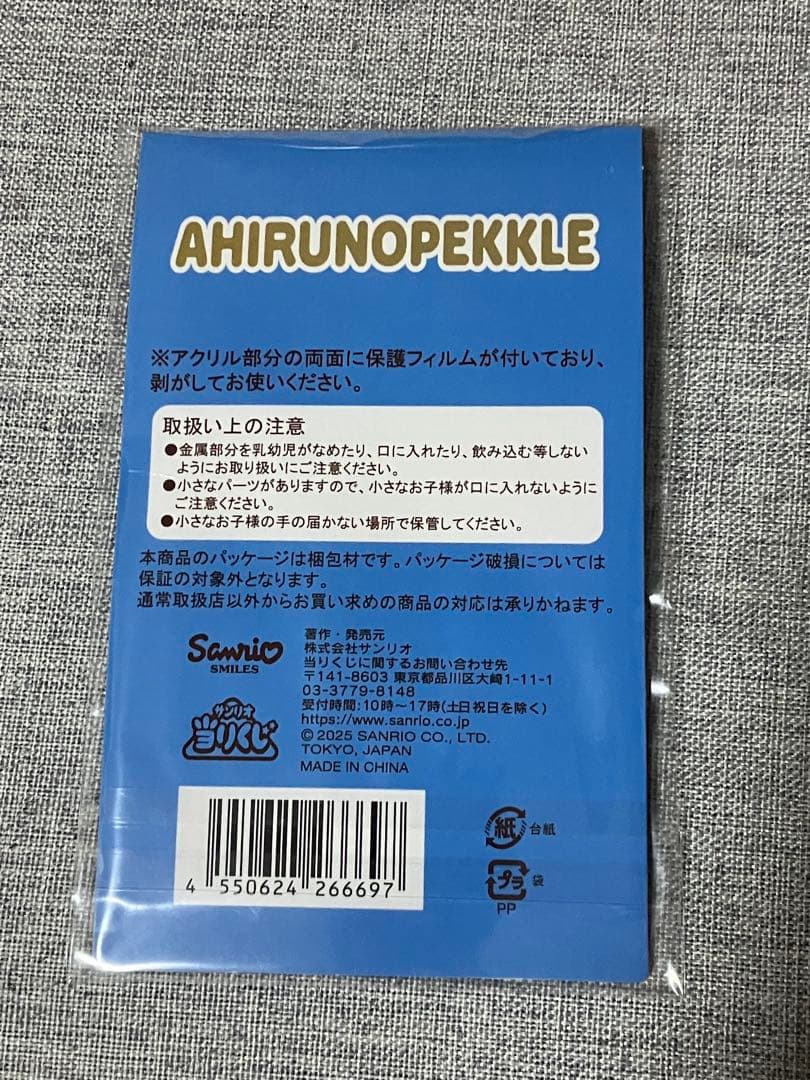 AHIRUNOPEKKLE
※アクリル部分の両面に保護フィルムが付いており、
剥がしてお使いください。
取扱い上の注意
●金属部分を乳幼児がなめたり、口に入れたり、飲み込む等しない
ようにお取り扱いにご注意ください。
●小さなパーツがありますので、小さなお子様が口に入れないように
ご注意ください。
●小さなお子様の手の届かない場所で保管してください。
本商品のパッケージは梱包材です。パッケージ破損については
保証の対象外となります。
通常取扱店以外からお買い求めの商品の対応は承りかねます。
Sanrio
SMILES
サンリオ
当りくじ
著作・発売元
株式会社サンリオ
当りくじに関するお問い合わせ先
〒141-8603 東京都品川区大崎1-11-1
03-3779-8148
受付時間:10時〜17時(土日祝日を除く)
https://www.sanrio.co.jp
© 2025 SANRIO CO., LTD.
TOKYO, JAPAN
MADE IN CHINA
4 550624 266697
紙 台紙
プラ 袋
PP